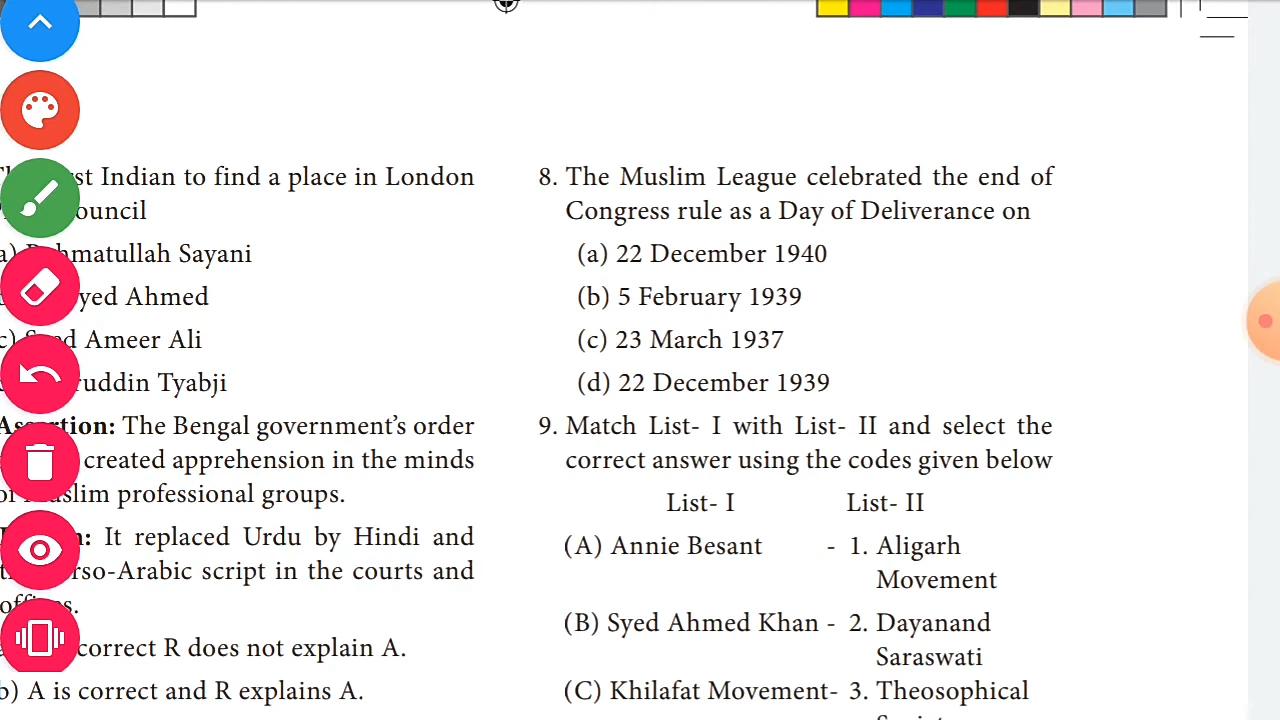 st Indian to find a place in London
ouncil
hmatullah Sayani
yed Ahmed
d Ameer Ali
ruddin Tyabji
Assertion: The Bengal government's order
created apprehension in the minds
slim professional groups.
: It replaced Urdu by Hindi and
rso-Arabic script in the courts and
s.
correct R does not explain A.
b) A is correct and R explains A.
8. The Muslim League celebrated the end of
Congress rule as a Day of Deliverance on
(a) 22 December 1940
(b) 5 February 1939
(c) 23 March 1937
(d) 22 December 1939
9. Match List- I with List- II and select the
correct answer using the codes given below
List- I List- II
(A) Annie Besant - 1. Aligarh
Movement
(B) Syed Ahmed Khan - 2. Dayanand
Saraswati
(C) Khilafat Movement- 3. Theosophical